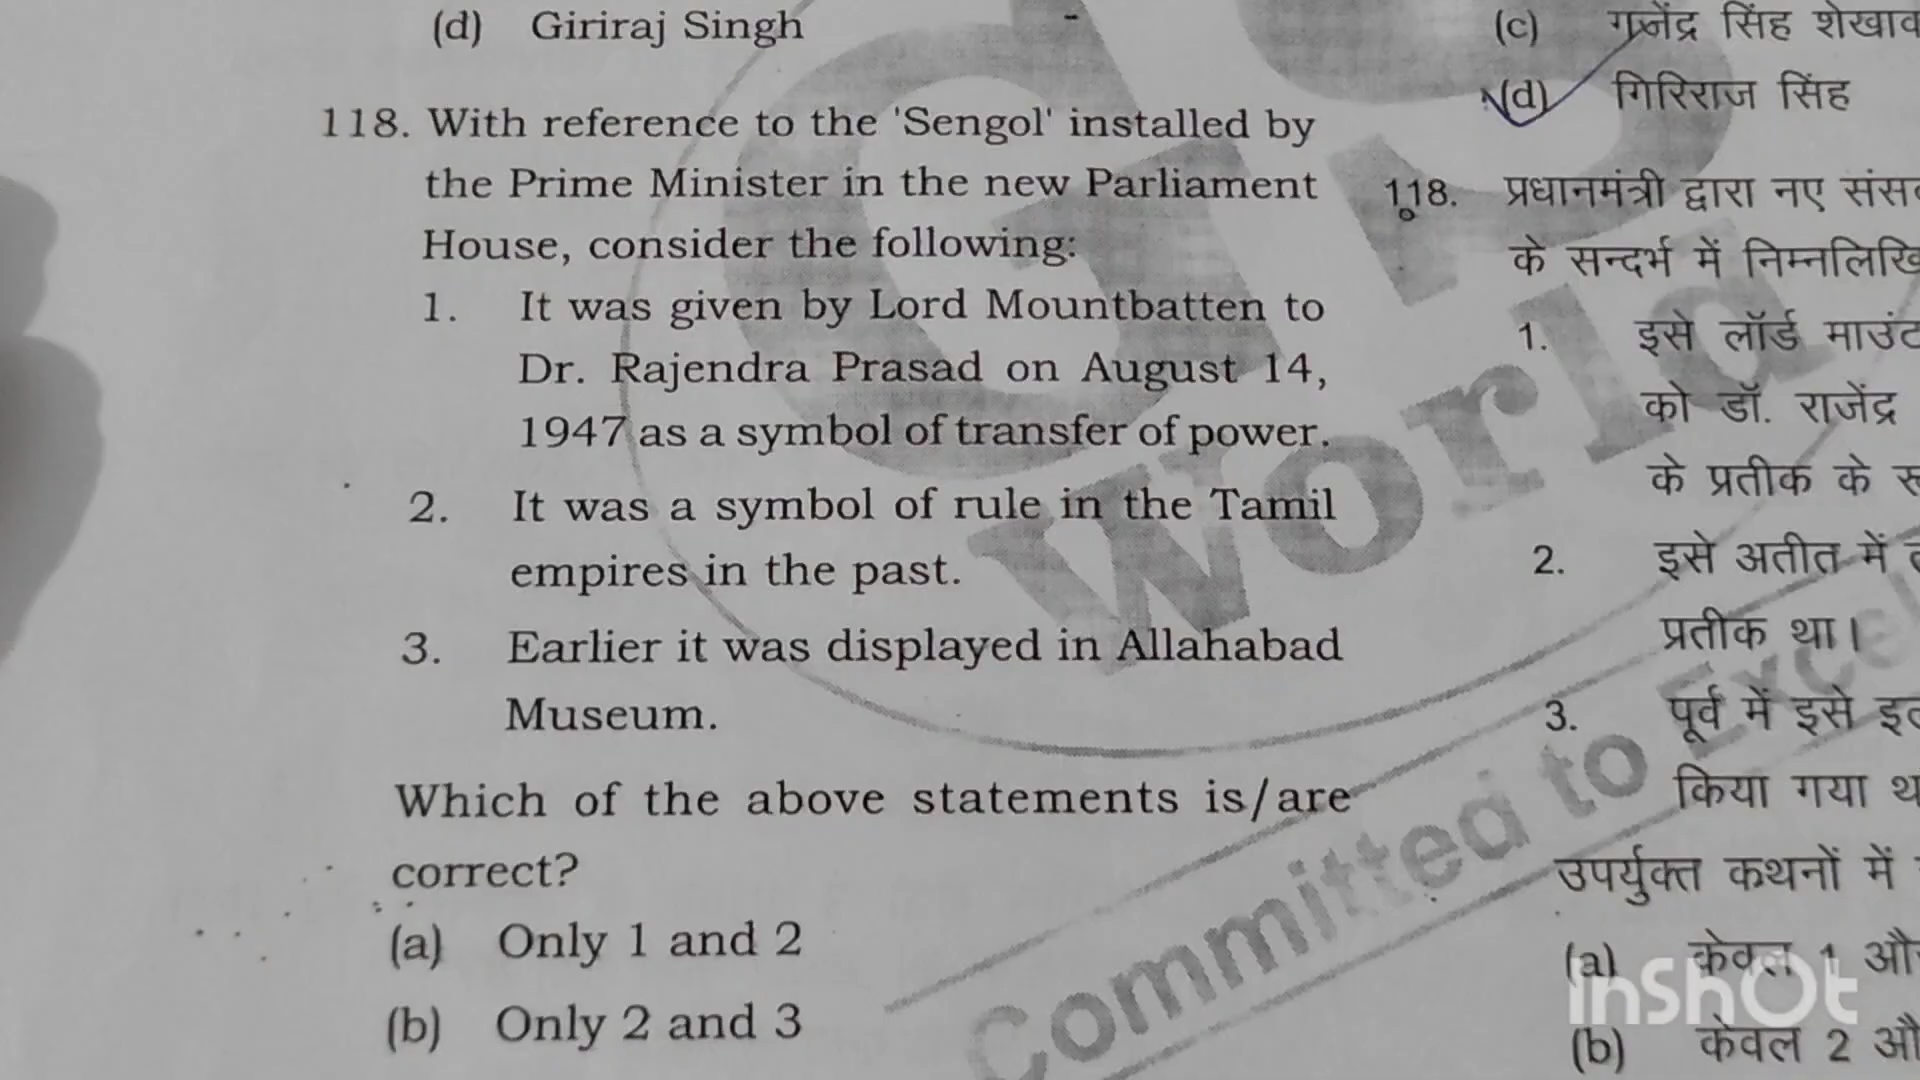 (d) Giriraj Singh
118. With reference to the 'Sengol' installed by
the Prime Minister in the new Parliament
House, consider the following:
1. It was given by Lord Mountbatten to
Dr. Rajendra Prasad on August 14,
1947 as a symbol of transfer of power.
2. It was a symbol of rule in the Tamil
empires in the past.
3. Earlier it was displayed in Allahabad
Museum.
Which of the above statements is/are
correct?
(a) Only 1 and 2
(b) Only 2 and 3
(c) गजेंद्र सिंह
(d) गिरिराज सिंह
118. प्रधानमंत्री द्वारा नए
के सन्दर्भ में
1. इसे लॉर्ड
को डॉ. राजेंद्र
के प्रतीक के
2. इसे अतीत में
प्रतीक था।
3. पूर्व में इसे
किया गया
उपर्युक्त कथनों में
(a) केवल 1
(b) केवल 2
GS
World
Committed to
InShOt